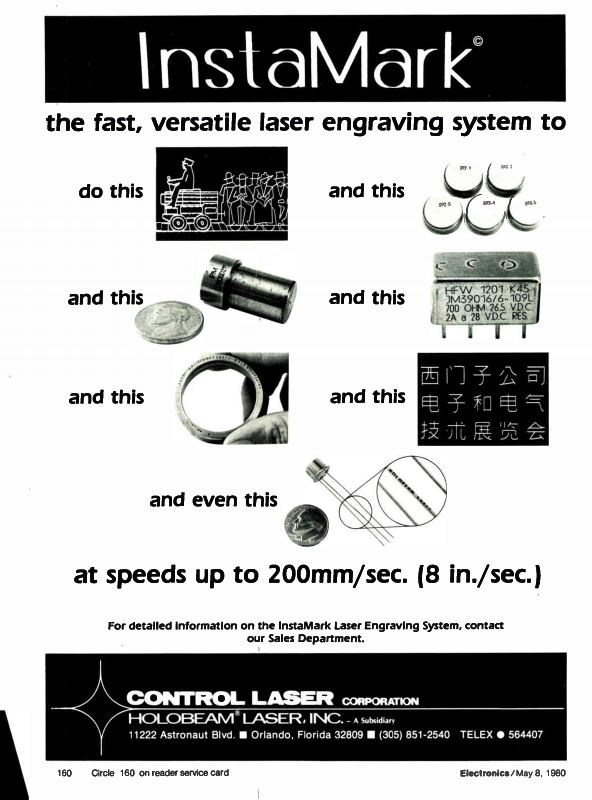 InstaMark©
the fast, versatile laser engraving system to
do this
and this
and this
and this
HFW 1201 K45
JM39016/6-109L
700 OHM 26.5 V.D.C
2A a 28 V.D.C RES.
and this
and this
西门子公司
电子和电气
技术展览会
and even this
at speeds up to 200mm/sec. (8 in./sec.)
For detailed information on the InstaMark Laser Engraving System, contact
our Sales Department.
CONTROL LASER CORPORATION
HOLOBEAM® LASER, INC. – A Subsidiary
11222 Astronaut Blvd. ■ Orlando, Florida 32809 ■ (305) 851-2540 TELEX ● 564407
160 Circle 160 on reader service card
Electronics/May 8, 1980